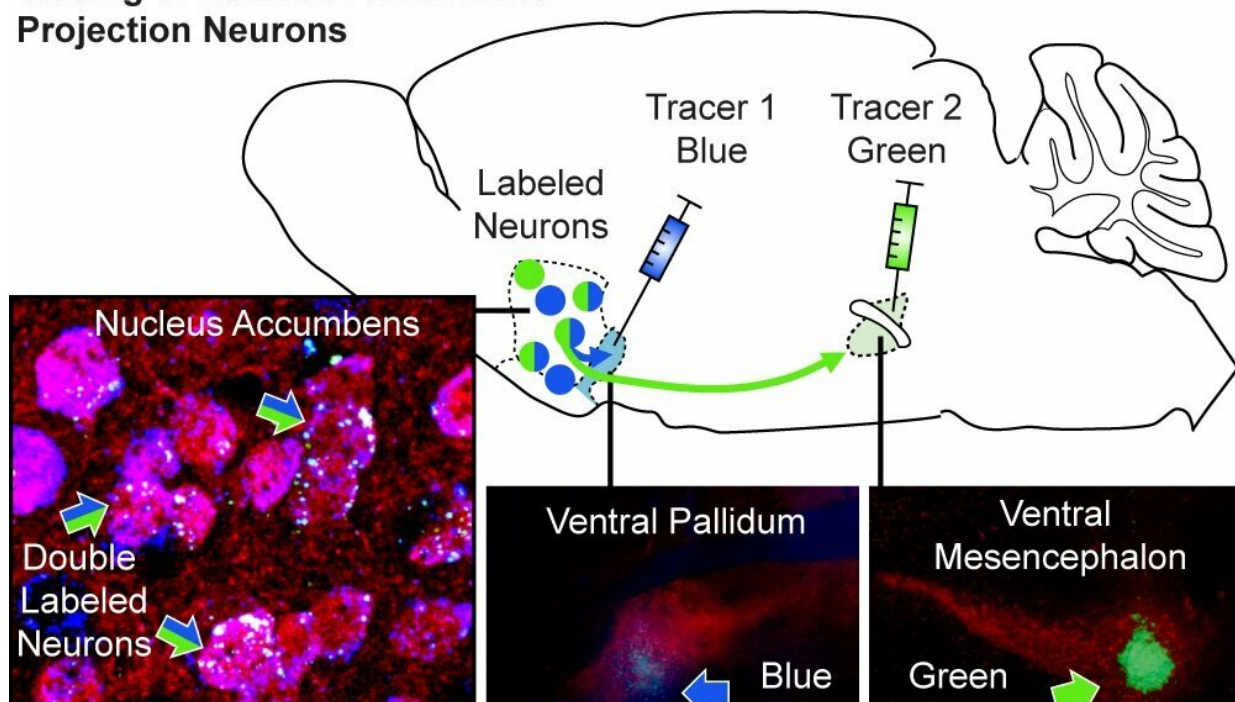 Projection Neurons
Tracer 1
Blue
Tracer 2
Green
Labeled
Neurons
Nucleus Accumbens
Double
Labeled
Neurons
Ventral Pallidum
Blue
Ventral
Mesencephalon
Green